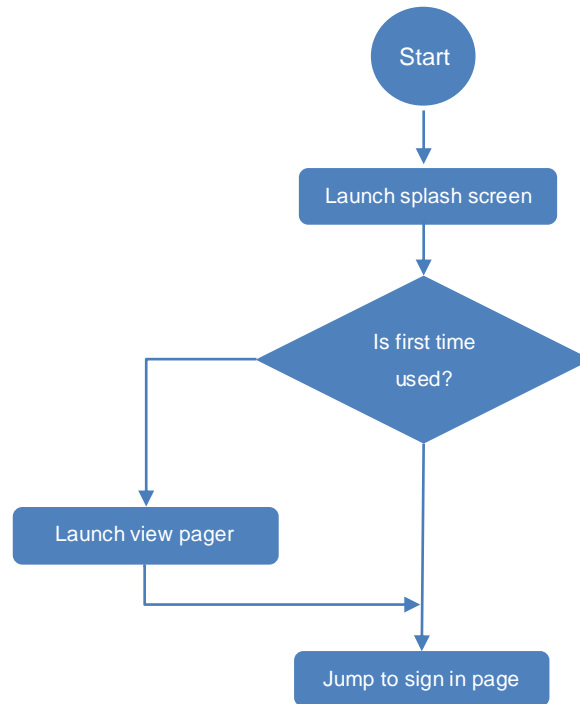 Start
Launch splash screen
Is first time
used?
Launch view pager
Jump to sign in page